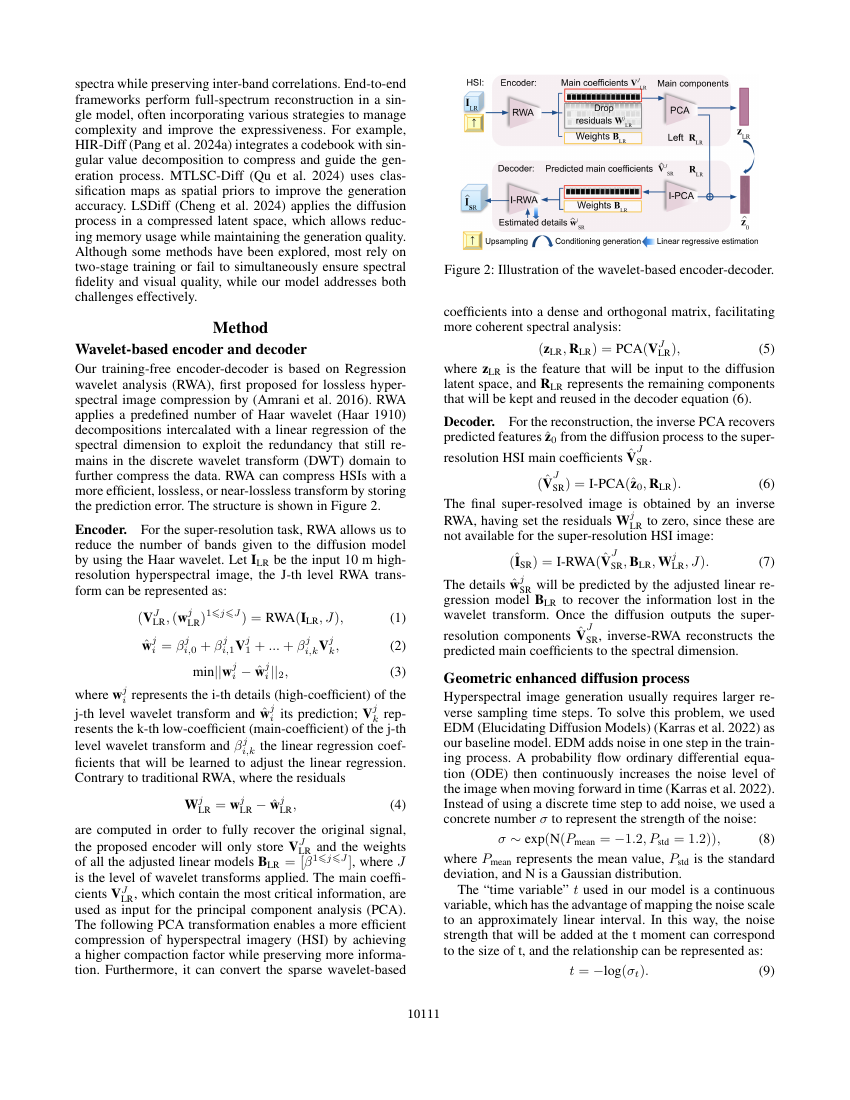 spectra while preserving inter-band correlations. End-to-end
frameworks perform full-spectrum reconstruction in a sin-
gle model, often incorporating various strategies to manage
complexity and improve the expressiveness. For example,
HIR-Diff (Pang et al. 2024a) integrates a codebook with sin-
gular value decomposition to compress and guide the gen-
eration process. MTLSC-Diff (Qu et al. 2024) uses clas-
sification maps as spatial priors to improve the generation
accuracy. LSDiff (Cheng et al. 2024) applies the diffusion
process in a compressed latent space, which allows reduc-
ing memory usage while maintaining the generation quality.
Although some methods have been explored, most rely on
two-stage training or fail to simultaneously ensure spectral
fidelity and visual quality, while our model addresses both
challenges effectively.
Method
Wavelet-based encoder and decoder
Our training-free encoder-decoder is based on Regression
wavelet analysis (RWA), first proposed for lossless hyper-
spectral image compression by (Amrani et al. 2016). RWA
applies a predefined number of Haar wavelet (Haar 1910)
decompositions intercalated with a linear regression of the
spectral dimension to exploit the redundancy that still re-
mains in the discrete wavelet transform (DWT) domain to
further compress the data. RWA can compress HSIs with a
more efficient, lossless, or near-lossless transform by storing
the prediction error. The structure is shown in Figure 2.
Encoder. For the super-resolution task, RWA allows us to
reduce the number of bands given to the diffusion model
by using the Haar wavelet. Let I_LR be the input 10 m high-
resolution hyperspectral image, the J-th level RWA trans-
form can be represented as:
(V^J_LR, (w^j_LR)^{1⩽j⩽J}) = RWA(I_LR, J), (1)
ŵ^j_i = β^j_{i,0} + β^j_{i,1}V^j_1 + ... + β^j_{i,k}V^j_k, (2)
min||w^j_i − ŵ^j_i||_2, (3)
where w^j_i represents the i-th details (high-coefficient) of the
j-th level wavelet transform and ŵ^j_i its prediction; V^j_k rep-
resents the k-th low-coefficient (main-coefficient) of the j-th
level wavelet transform and β^j_{i,k} the linear regression coef-
ficients that will be learned to adjust the linear regression.
Contrary to traditional RWA, where the residuals
W^j_LR = w^j_LR − ŵ^j_LR, (4)
are computed in order to fully recover the original signal,
the proposed encoder will only store V^J_LR and the weights
of all the adjusted linear models B_LR = [β^{1⩽j⩽J}], where J
is the level of wavelet transforms applied. The main coeffi-
cients V^J_LR, which contain the most critical information, are
used as input for the principal component analysis (PCA).
The following PCA transformation enables a more efficient
compression of hyperspectral imagery (HSI) by achieving
a higher compaction factor while preserving more informa-
tion. Furthermore, it can convert the sparse wavelet-based
HSI: Encoder: Main coefficients V^J_LR Main components
I_LR
RWA
Drop
residuals W^j_LR
Weights B_LR
PCA
Left R_LR
z_LR
Decoder: Predicted main coefficients V̂^J_SR R_LR
Î_SR
I-RWA
Weights B_LR
I-PCA
ẑ_0
Estimated details ŵ^j_SR
Upsampling Conditioning generation Linear regressive estimation
Figure 2: Illustration of the wavelet-based encoder-decoder.
coefficients into a dense and orthogonal matrix, facilitating
more coherent spectral analysis:
(z_LR, R_LR) = PCA(V^J_LR), (5)
where z_LR is the feature that will be input to the diffusion
latent space, and R_LR represents the remaining components
that will be kept and reused in the decoder equation (6).
Decoder. For the reconstruction, the inverse PCA recovers
predicted features ẑ_0 from the diffusion process to the super-
resolution HSI main coefficients V̂^J_SR.
(V̂^J_SR) = I-PCA(ẑ_0, R_LR). (6)
The final super-resolved image is obtained by an inverse
RWA, having set the residuals W^j_LR to zero, since these are
not available for the super-resolution HSI image:
(Î_SR) = I-RWA(V̂^J_SR, B_LR, W^j_LR, J). (7)
The details ŵ^j_SR will be predicted by the adjusted linear re-
gression model B_LR to recover the information lost in the
wavelet transform. Once the diffusion outputs the super-
resolution components V̂^J_SR, inverse-RWA reconstructs the
predicted main coefficients to the spectral dimension.
Geometric enhanced diffusion process
Hyperspectral image generation usually requires larger re-
verse sampling time steps. To solve this problem, we used
EDM (Elucidating Diffusion Models) (Karras et al. 2022) as
our baseline model. EDM adds noise in one step in the train-
ing process. A probability flow ordinary differential equa-
tion (ODE) then continuously increases the noise level of
the image when moving forward in time (Karras et al. 2022).
Instead of using a discrete time step to add noise, we used a
concrete number σ to represent the strength of the noise:
σ ∼ exp(N(P_mean = −1.2, P_std = 1.2)), (8)
where P_mean represents the mean value, P_std is the standard
deviation, and N is a Gaussian distribution.
The “time variable” t used in our model is a continuous
variable, which has the advantage of mapping the noise scale
to an approximately linear interval. In this way, the noise
strength that will be added at the t moment can correspond
to the size of t, and the relationship can be represented as:
t = −log(σ_t). (9)
10111